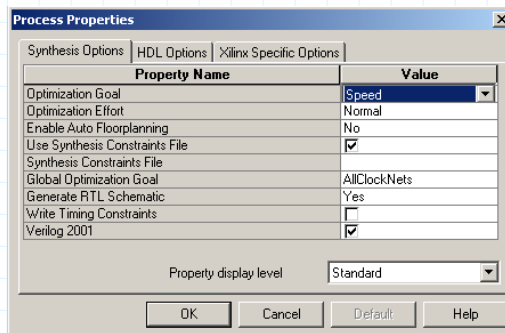 Process Properties
Synthesis Options HDL Options Xilinx Specific Options
Property Name Value
Optimization Goal Speed
Optimization Effort Normal
Enable Auto Floorplanning No
Use Synthesis Constraints File
Synthesis Constraints File
Global Optimization Goal AllClockNets
Generate RTL Schematic Yes
Write Timing Constraints
Verilog 2001
Property display level Standard
OK Cancel Default Help